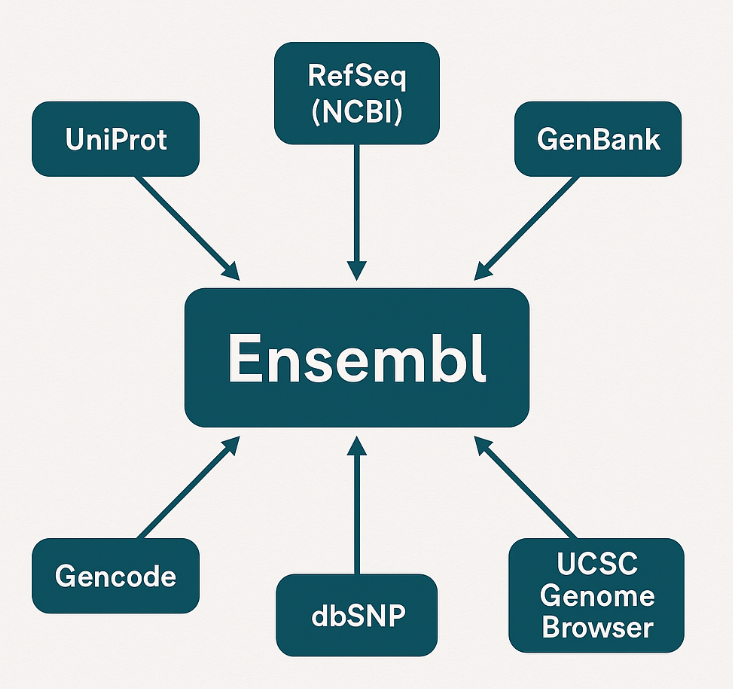 RefSeq
(NCBI)
UniProt
GenBank
Ensembl
Gencode
dbSNP
UCSC
Genome
Browser